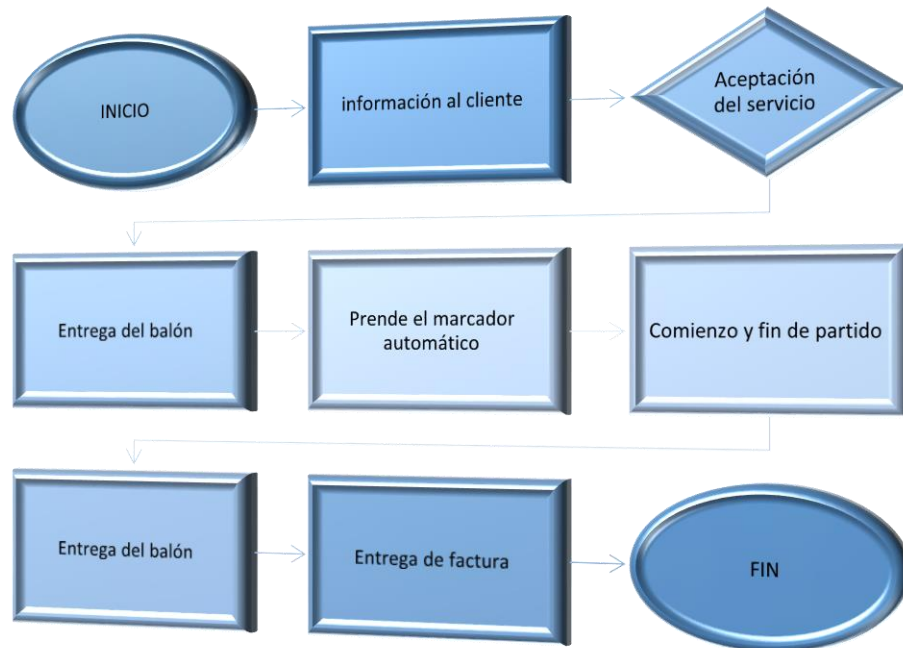 INICIO
información al cliente
Aceptación
del servicio
Entrega del balón
Prende el marcador
automático
Comienzo y fin de partido
Entrega del balón
Entrega de factura
FIN